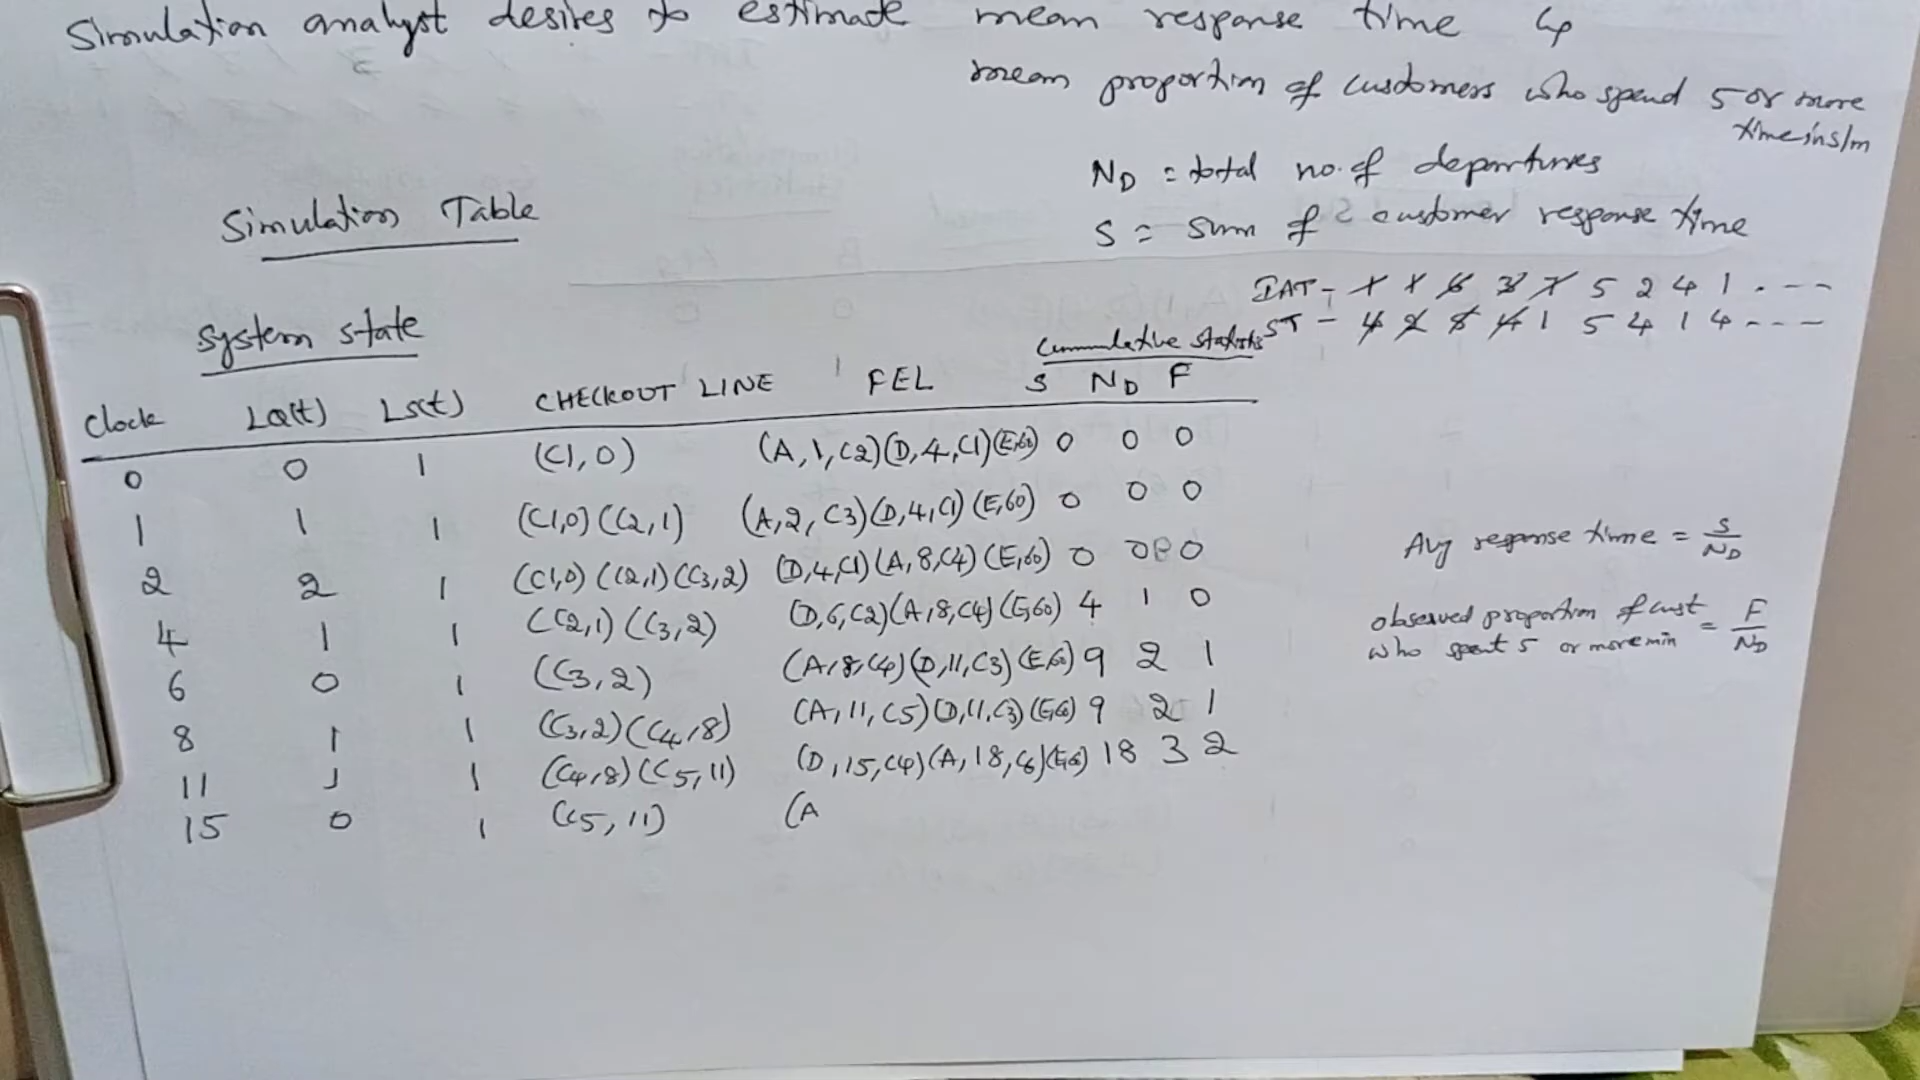 Simulation analyst desires to estimate mean response time &
mean proportion of customers who spend 5 or more
time in s/m
ND = total no. of departures
S = sum of customer response time
Simulation Table
IAT - 1 1 6 3 7 5 2 4 1 . ---
ST - 4 2 5 4 1 5 4 1 4 ---
System state
Cummulative Statistics
Clock LQ(t) LS(t) CHECKOUT LINE FEL S ND F
0 0 1 (C1,0) (A,1,C2)(D,4,C1)(E,60) 0 0 0
1 1 1 (C1,0)(C2,1) (A,2,C3)(D,4,C1)(E,60) 0 0 0
2 2 1 (C1,0)(C2,1)(C3,2) (D,4,C1)(A,8,C4)(E,60) 0 0 0
4 1 1 (C2,1)(C3,2) (D,6,C2)(A,8,C4)(E,60) 4 1 0
6 0 1 (C3,2) (A,8,C4)(D,11,C3)(E,60) 9 2 1
8 1 1 (C3,2)(C4,8) (A,11,C5)(D,11,C3)(E,60) 9 2 1
11 1 1 (C4,8)(C5,11) (D,15,C4)(A,18,C6)(E,60) 18 3 2
15 0 1 (C5,11) (A
Avg response time = S/ND
observed proportion of cust
who spent 5 or more min = F/ND